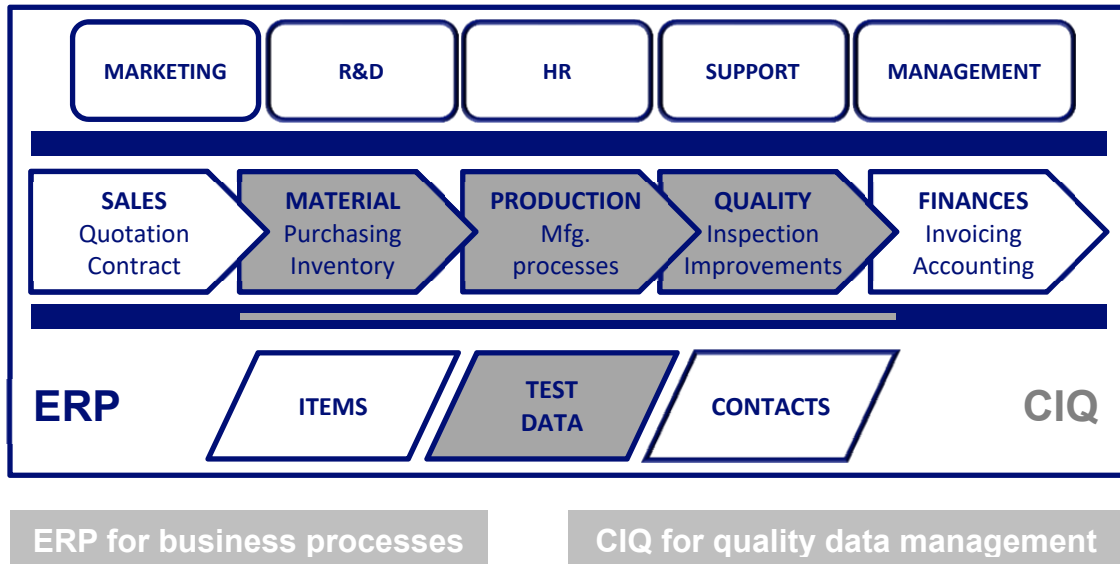 MARKETING
R&D
HR
SUPPORT
MANAGEMENT
SALES
Quotation
Contract
MATERIAL
Purchasing
Inventory
PRODUCTION
Mfg.
processes
QUALITY
Inspection
Improvements
FINANCES
Invoicing
Accounting
ERP
ITEMS
TEST
DATA
CONTACTS
CIQ
ERP for business processes
CIQ for quality data management